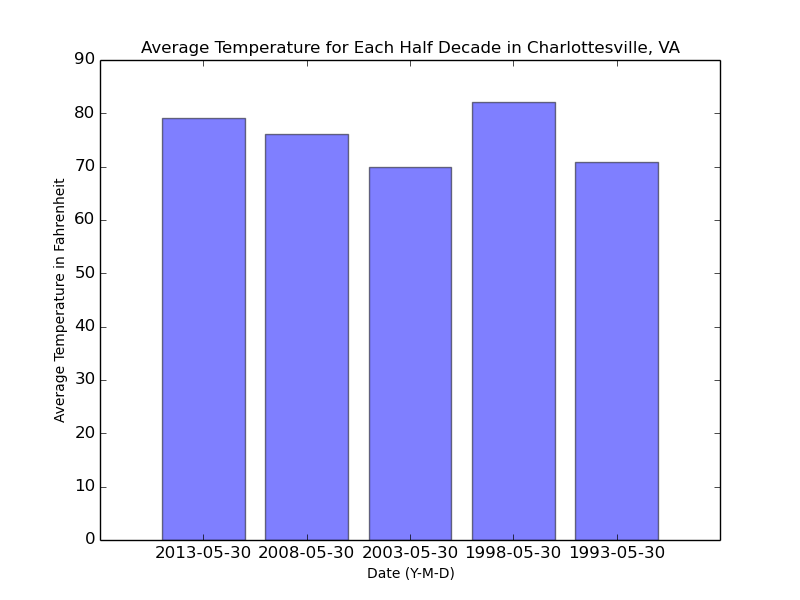 Average Temperature for Each Half Decade in Charlottesville, VA
90
80
70
60
50
40
30
20
10
0
Average Temperature in Fahrenheit
2013-05-30 2008-05-30 2003-05-30 1998-05-30 1993-05-30
Date (Y-M-D)